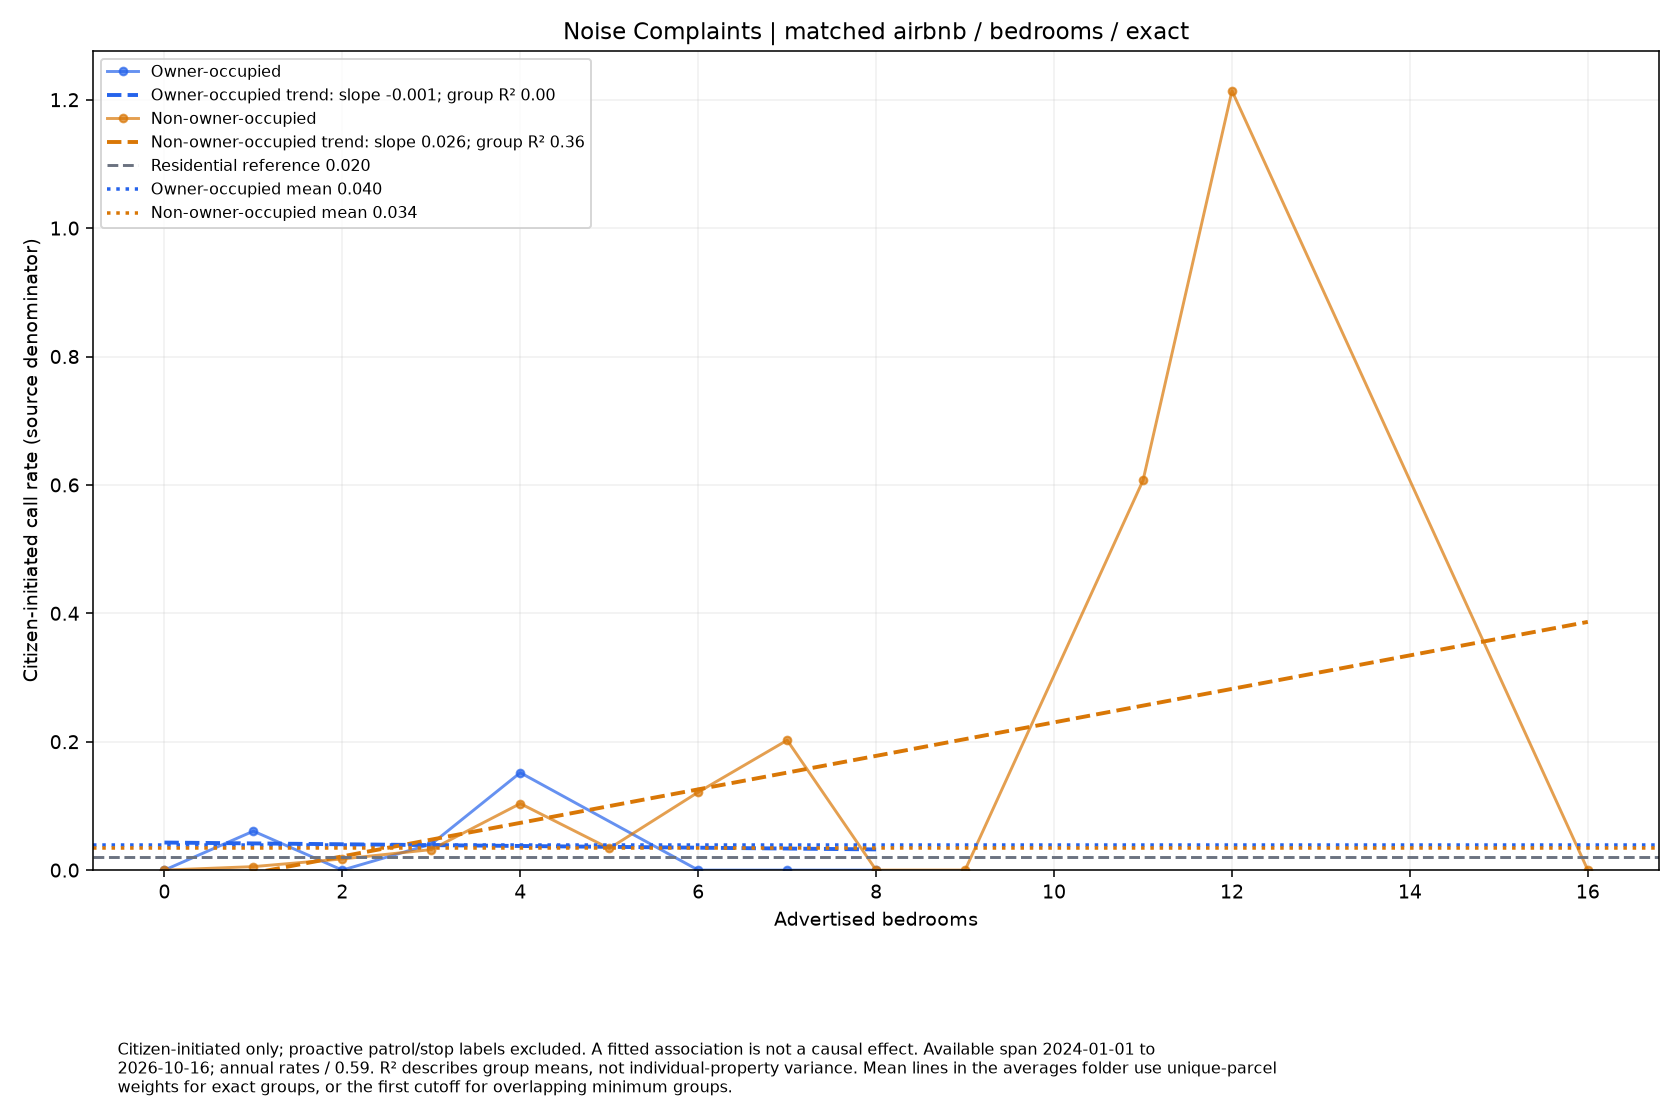 Noise Complaints | matched airbnb / bedrooms / exact
Owner-occupied
Owner-occupied trend: slope -0.001; group R² 0.00
Non-owner-occupied
Non-owner-occupied trend: slope 0.026; group R² 0.36
Residential reference 0.020
Owner-occupied mean 0.040
Non-owner-occupied mean 0.034
Citizen-initiated call rate (source denominator)
1.2
1.0
0.8
0.6
0.4
0.2
0.0
0 2 4 6 8 10 12 14 16
Advertised bedrooms
Citizen-initiated only; proactive patrol/stop labels excluded. A fitted association is not a causal effect. Available span 2024-01-01 to
2026-10-16; annual rates / 0.59. R² describes group means, not individual-property variance. Mean lines in the averages folder use unique-parcel
weights for exact groups, or the first cutoff for overlapping minimum groups.